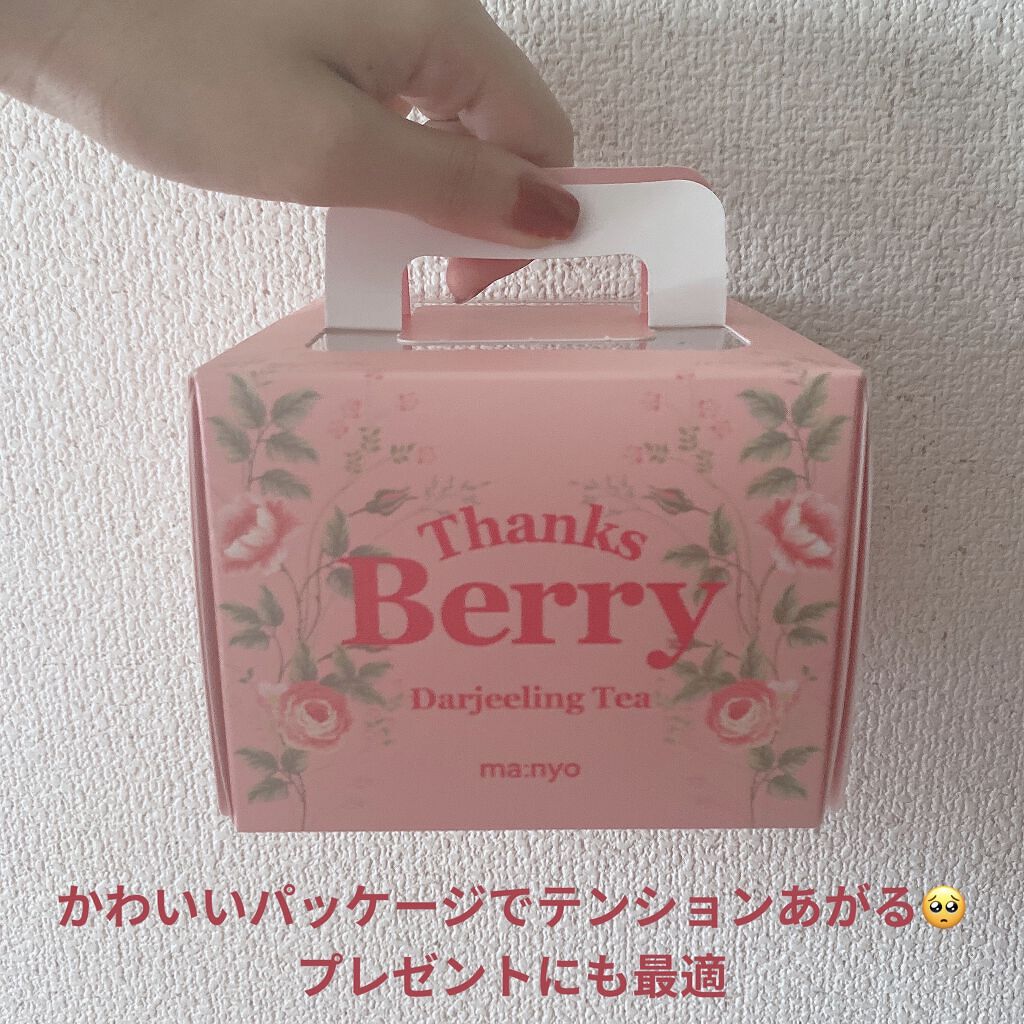 Thanks
Berry
Darjeeling Tea
ma:nyo
かわいいパッケージでテンションあがる🥺
プレゼントにも最適